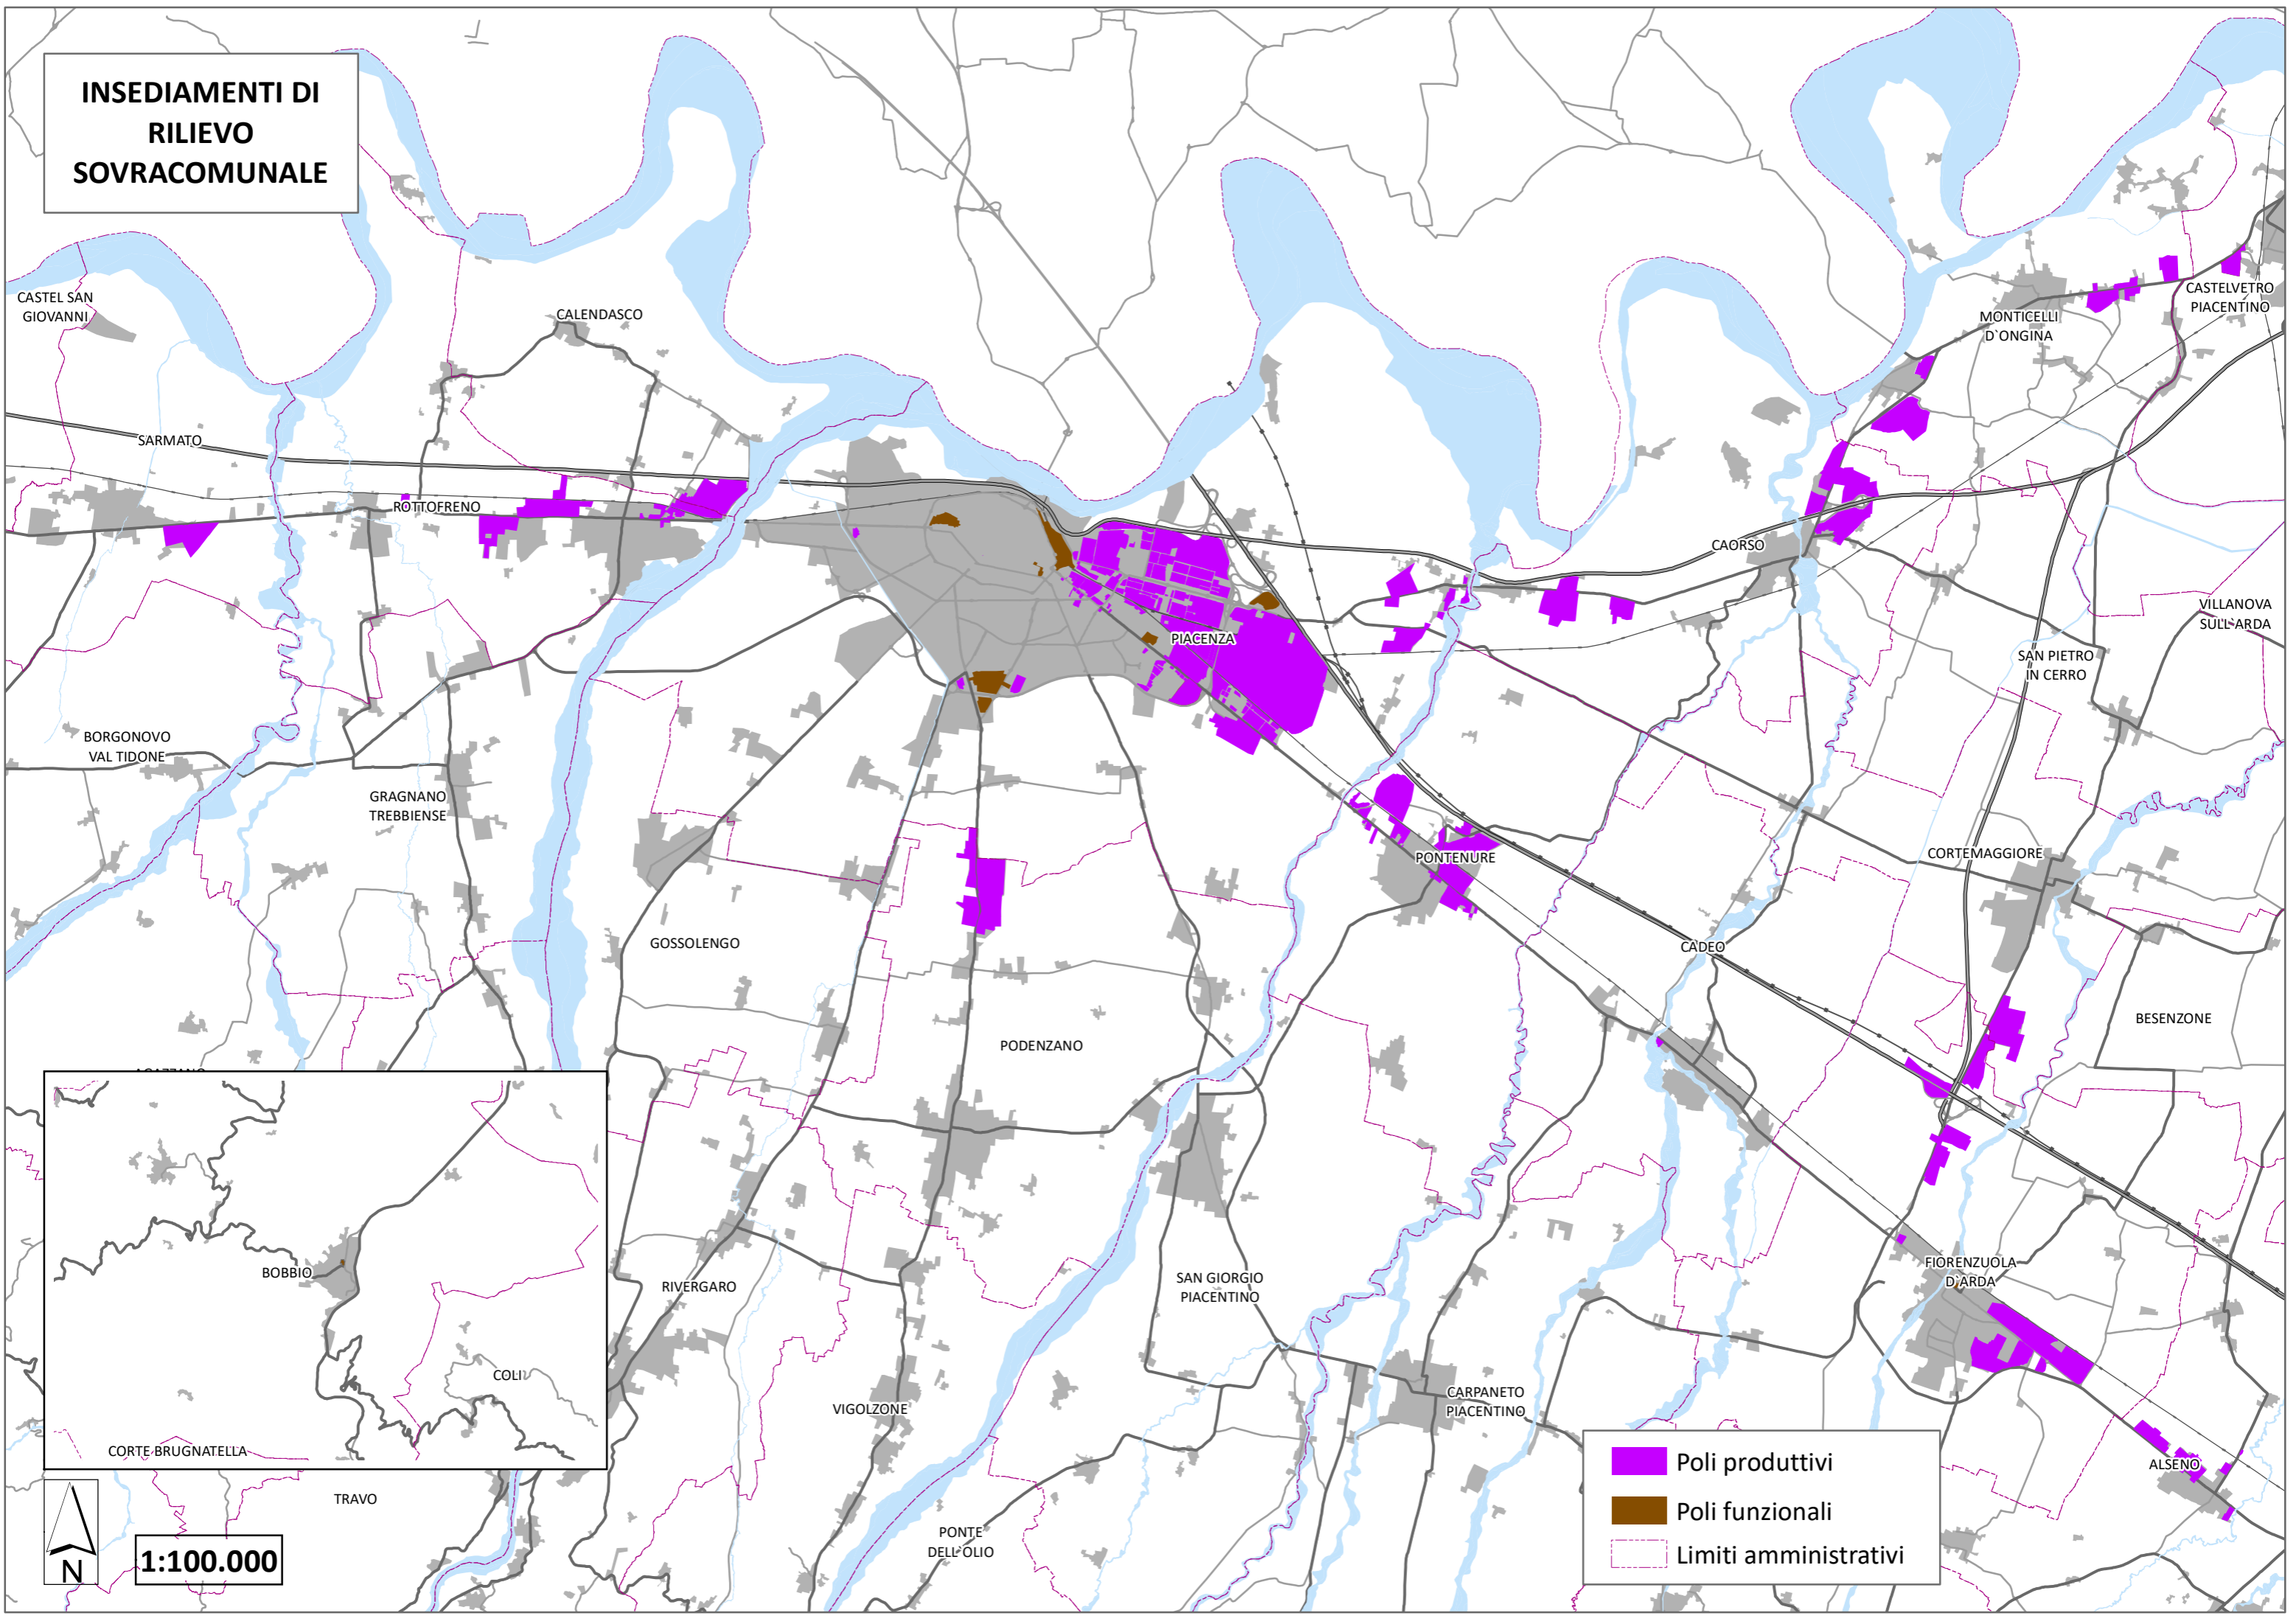 INSEDIAMENTI DI
RILIEVO
SOVRACOMUNALE
CASTEL SAN
GIOVANNI
CALENDASCO
MONTICELLI
D`ONGINA
CASTELVETRO
PIACENTINO
SARMATO
ROTTOFRENO
CAORSO
PIACENZA
VILLANOVA
SULL`ARDA
SAN PIETRO
IN CERRO
BORGONOVO
VAL TIDONE
GRAGNANO
TREBBIENSE
PONTENURE
CORTEMAGGIORE
GOSSOLENGO
CADEO
BESENZONE
PODENZANO
BOBBIO
COLI
CORTE BRUGNATELLA
RIVERGARO
SAN GIORGIO
PIACENTINO
FIORENZUOLA
D`ARDA
VIGOLZONE
CARPANETO
PIACENTINO
ALSENO
TRAVO
PONTE
DELL`OLIO
N
1:100.000
Poli produttivi
Poli funzionali
Limiti amministrativi